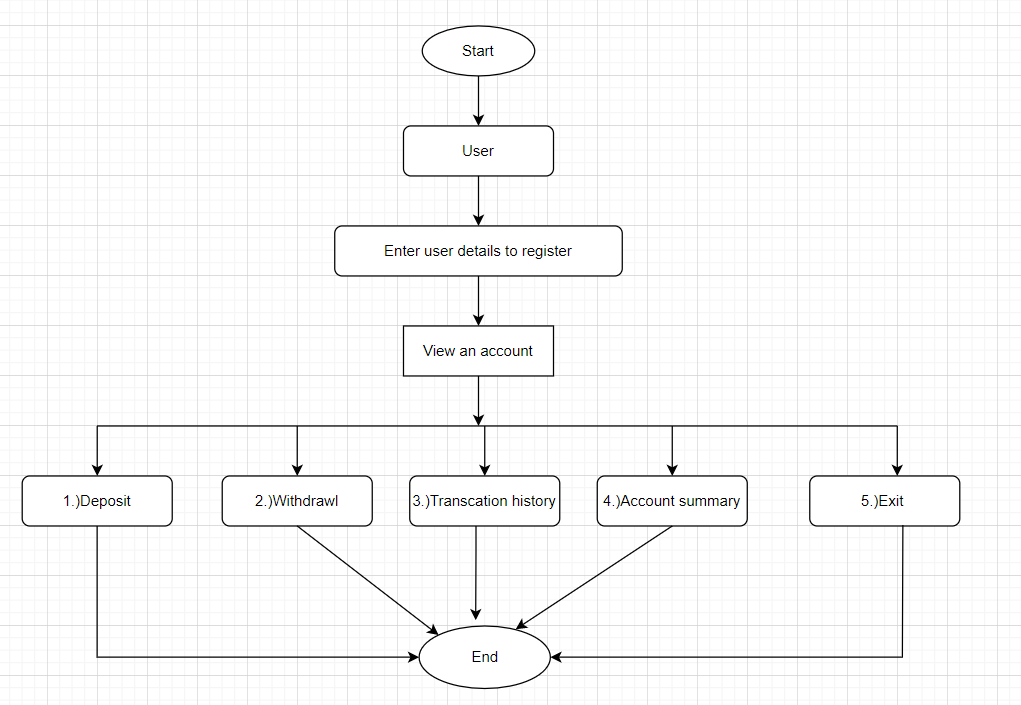 Start
User
Enter user details to register
View an account
1.)Deposit
2.)Withdrawl
3.)Transcation history
4.)Account summary
5.)Exit
End